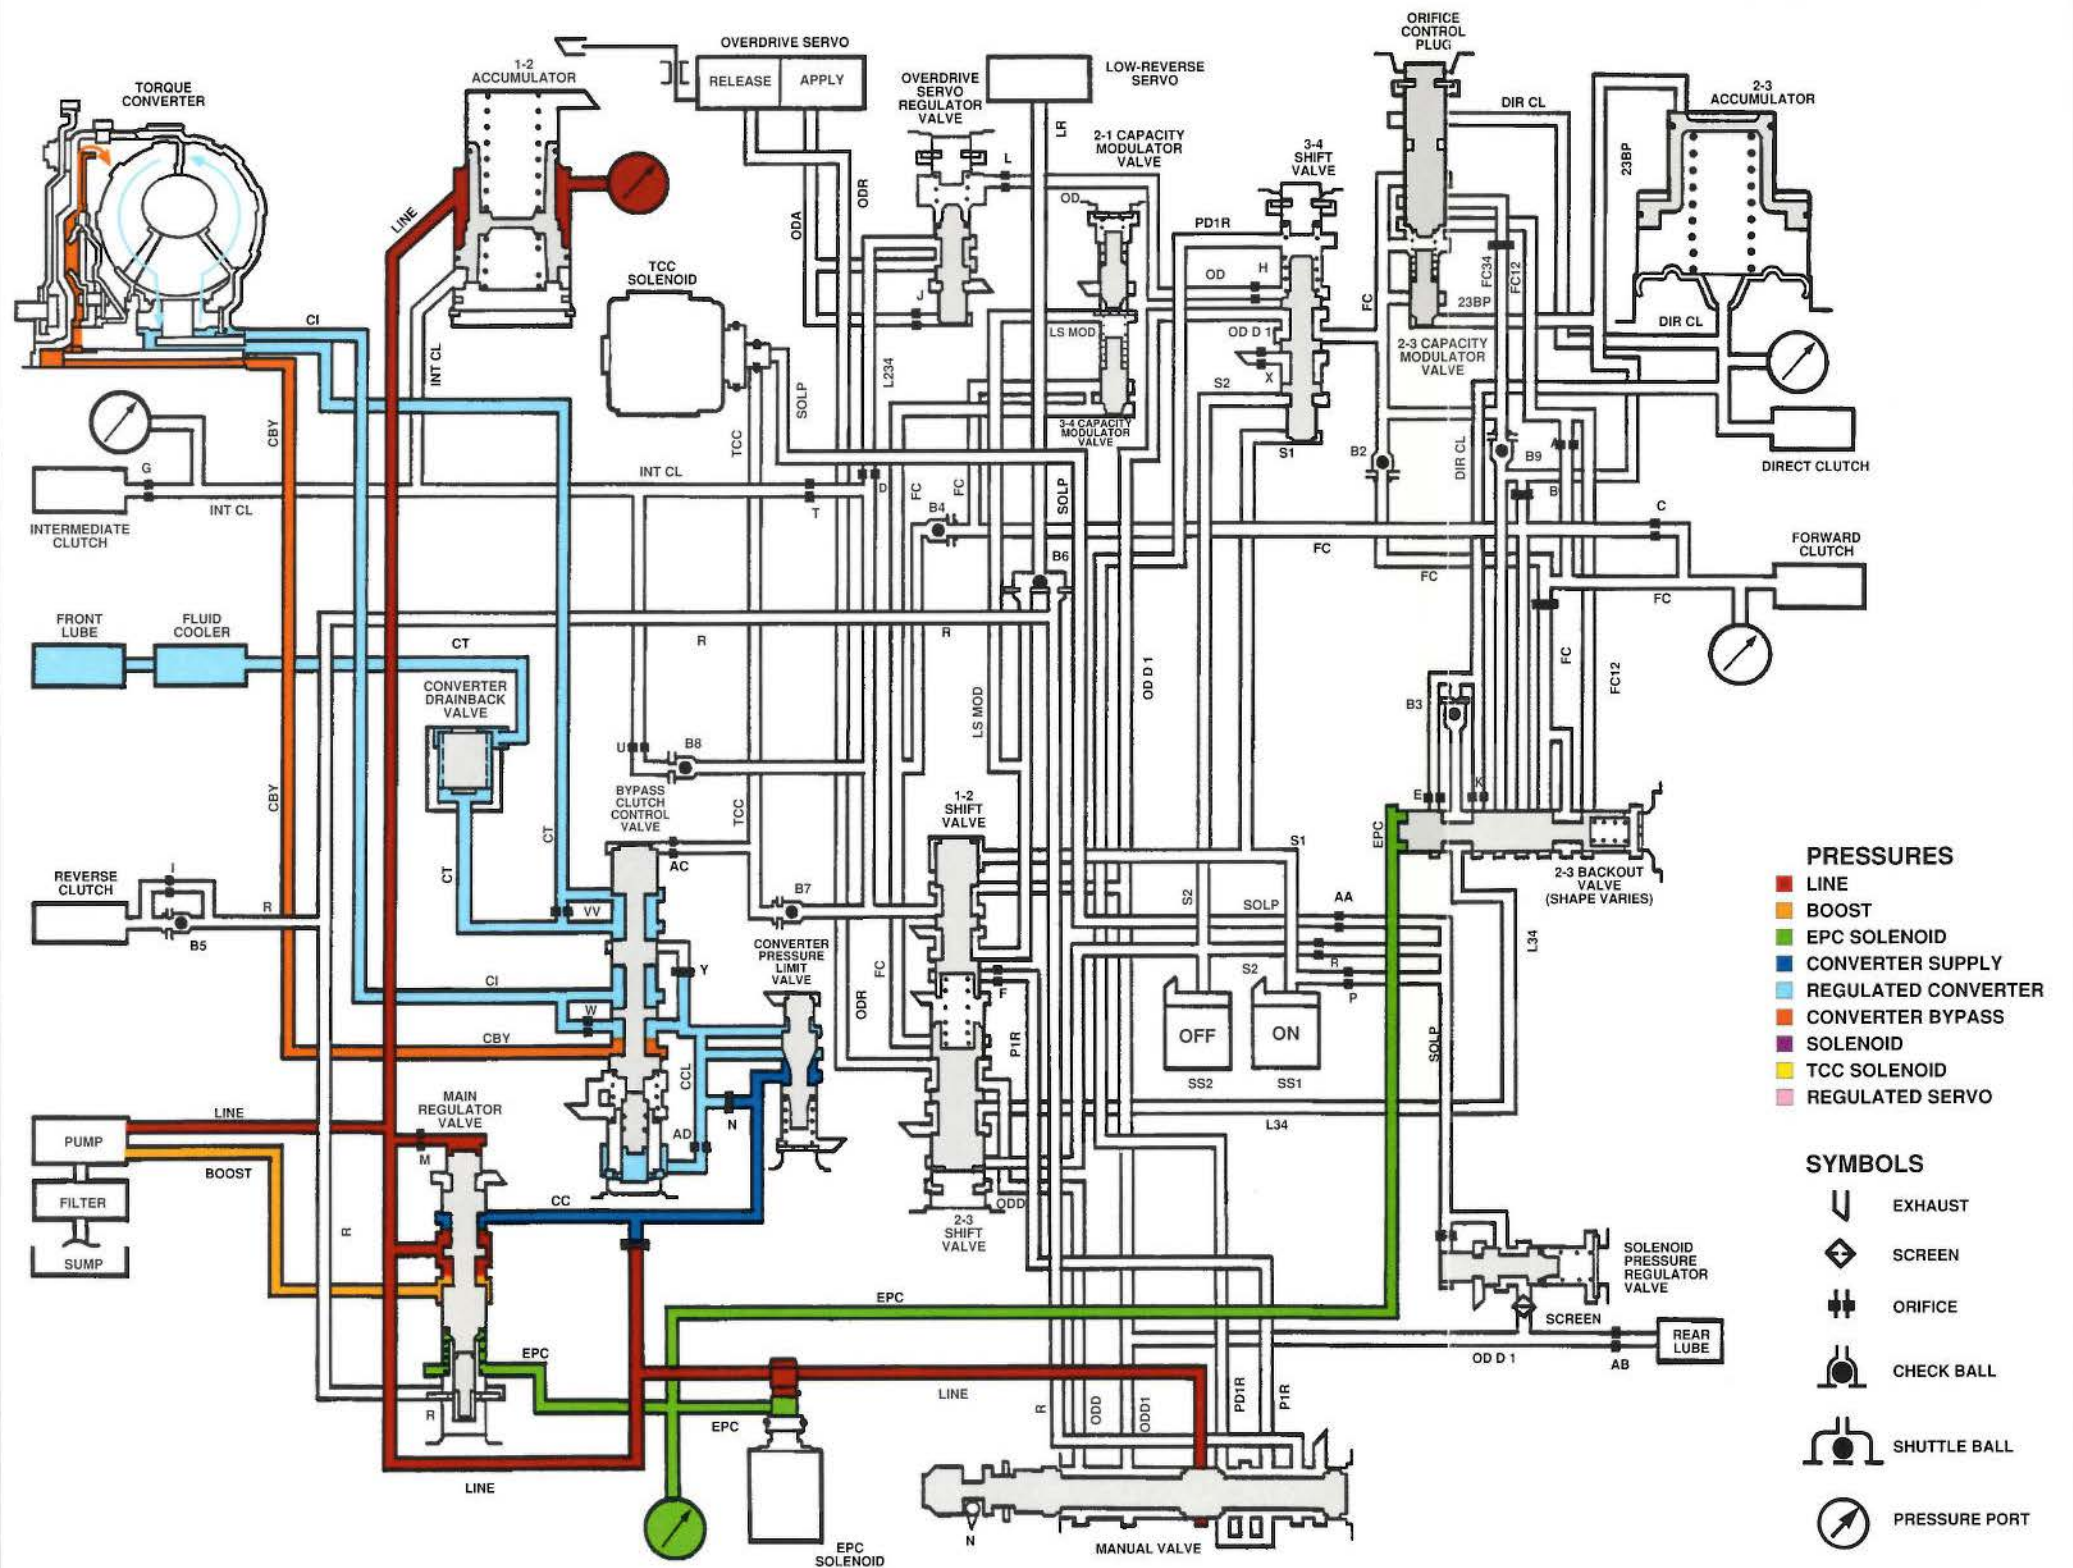 TORQUE
CONVERTER
1-2
ACCUMULATOR
OVERDRIVE SERVO
RELEASE
APPLY
OVERDRIVE
SERVO
REGULATOR
VALVE
LOW-REVERSE
SERVO
LR
2-1 CAPACITY
MODULATOR
VALVE
3-4
SHIFT
VALVE
ORIFICE
CONTROL
PLUG
DIR CL
2-3
ACCUMULATOR
23BP
LINE
ODR
ODA
L
OD
PD1R
OD
H
FC
FC34
FC12
23BP
DIR CL
TCC
SOLENOID
J
LS MOD
OD D 1
X
2-3 CAPACITY
MODULATOR
VALVE
CI
INT CL
L234
S2
SOLP
TCC
3-4 CAPACITY
MODULATOR
VALVE
S1
B2
DIR CL
B9
A
B
DIRECT CLUTCH
CBY
G
INT CL
INT CL
T
D
FC
FC
SOLP
B4
C
INTERMEDIATE
CLUTCH
FC
B6
FC
FORWARD
CLUTCH
FC
FRONT
LUBE
FLUID
COOLER
CT
R
R
OD D 1
FC
FC12
CONVERTER
DRAINBACK
VALVE
LS MOD
B3
U
B8
CBY
BYPASS
CLUTCH
CONTROL
VALVE
TCC
1-2
SHIFT
VALVE
E
K
CT
CT
AC
S1
EPC
2-3 BACKOUT
VALVE
(SHAPE VARIES)
REVERSE
CLUTCH
I
R
B5
VV
B7
S2
SOLP
AA
L34
CONVERTER
PRESSURE
LIMIT
VALVE
Y
FC
ODR
F
S2
R
P
CI
W
CBY
CCL
P1R
OFF
ON
SS2
SS1
SOLP
PUMP
LINE
BOOST
FILTER
SUMP
MAIN
REGULATOR
VALVE
M
AD
N
L34
CC
ODD
2-3
SHIFT
VALVE
R
SOLENOID
PRESSURE
REGULATOR
VALVE
EPC
SCREEN
REAR
LUBE
OD D 1
AB
EPC
R
EPC
LINE
R
ODD
ODD1
PD1R
P1R
LINE
EPC
SOLENOID
N
MANUAL VALVE
PRESSURES
LINE
BOOST
EPC SOLENOID
CONVERTER SUPPLY
REGULATED CONVERTER
CONVERTER BYPASS
SOLENOID
TCC SOLENOID
REGULATED SERVO
SYMBOLS
EXHAUST
SCREEN
ORIFICE
CHECK BALL
SHUTTLE BALL
PRESSURE PORT